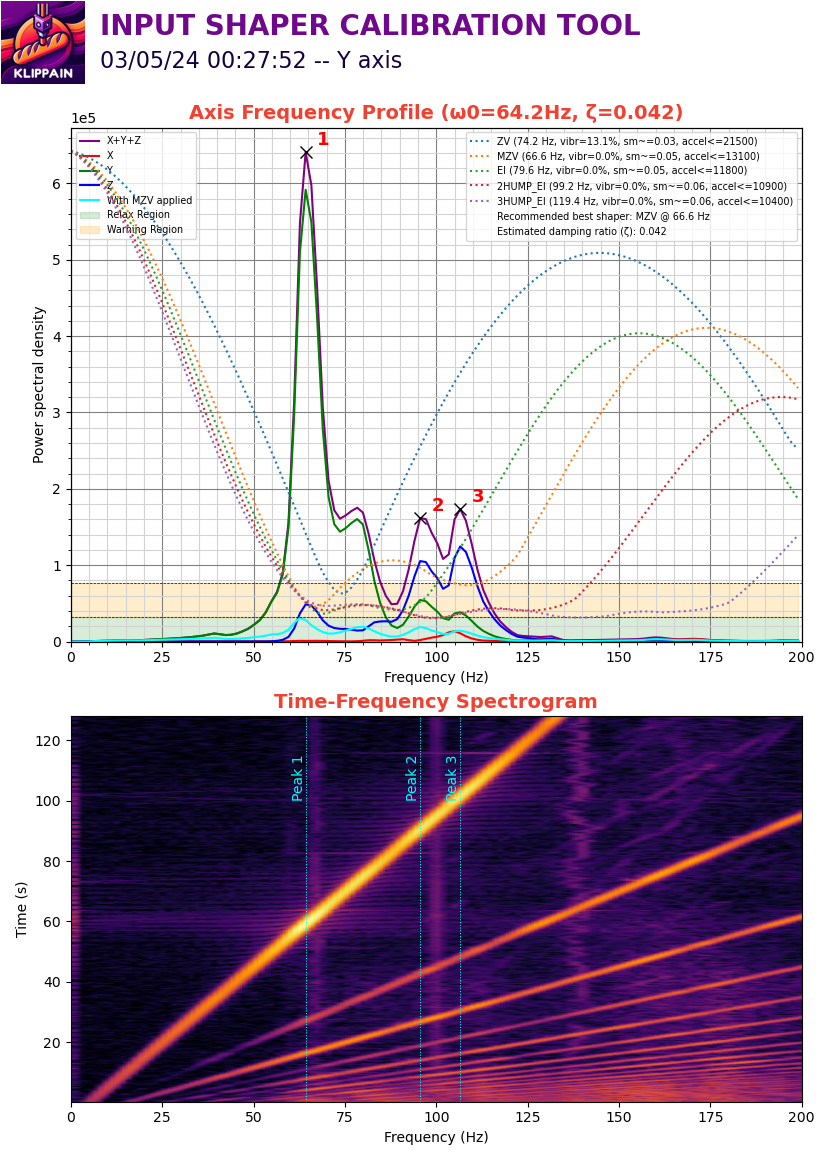 INPUT SHAPER CALIBRATION TOOL
03/05/24 00:27:52 -- Y axis
KLIPPAIN
Axis Frequency Profile (ω0=64.2Hz, ζ=0.042)
1e5
1
X+Y+Z
X
Y
Z
With MZV applied
Relax Region
Warning Region
ZV (74.2 Hz, vibr=13.1%, sm~=0.03, accel<=21500)
MZV (66.6 Hz, vibr=0.0%, sm~=0.05, accel<=13100)
EI (79.6 Hz, vibr=0.0%, sm~=0.05, accel<=11800)
2HUMP_EI (99.2 Hz, vibr=0.0%, sm~=0.06, accel<=10900)
3HUMP_EI (119.4 Hz, vibr=0.0%, sm~=0.06, accel<=10400)
Recommended best shaper: MZV @ 66.6 Hz
Estimated damping ratio (ζ): 0.042
6
5
4
3
2
1
0
Power spectral density
2
3
0 25 50 75 100 125 150 175 200
Frequency (Hz)
Time-Frequency Spectrogram
120
100
80
60
40
20
Time (s)
Peak 1
Peak 2
Peak 3
0 25 50 75 100 125 150 175 200
Frequency (Hz)